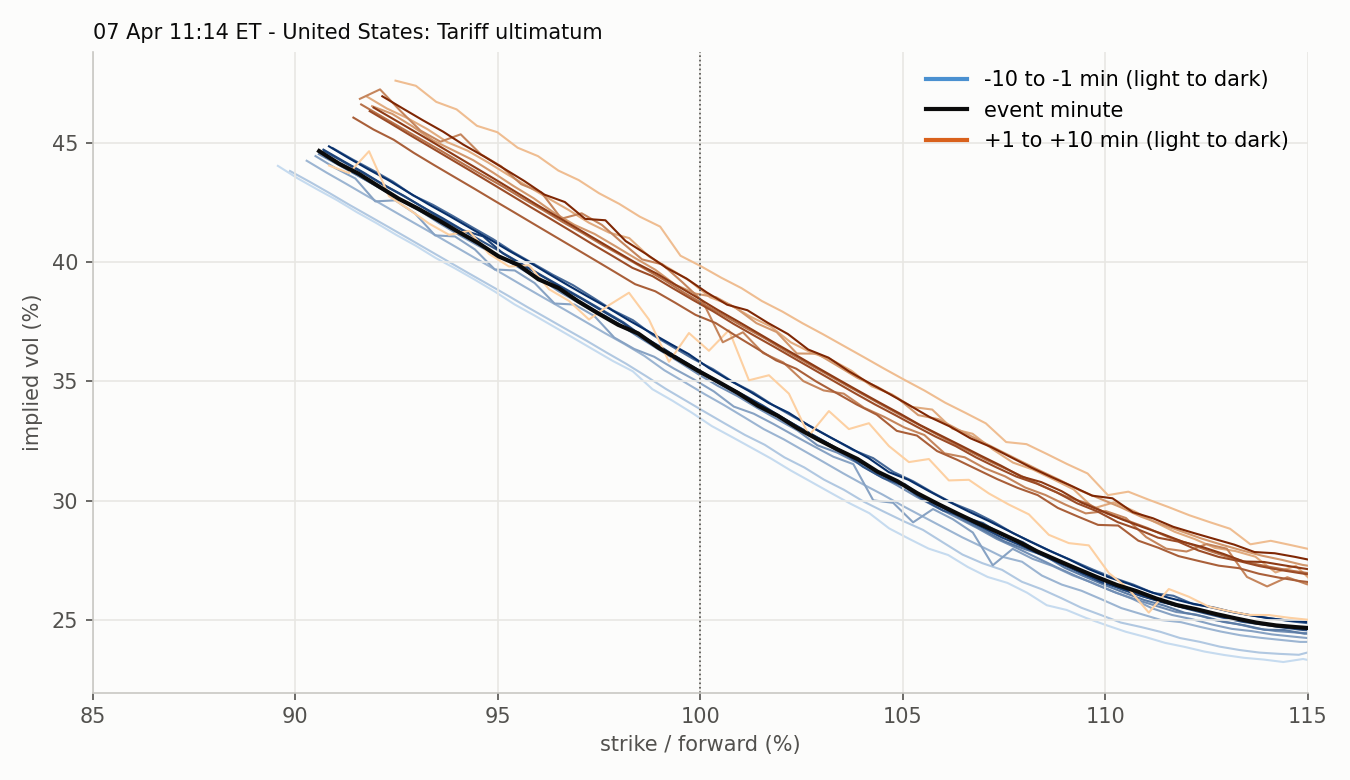 07 Apr 11:14 ET - United States: Tariff ultimatum
-10 to -1 min (light to dark)
event minute
+1 to +10 min (light to dark)
implied vol (%)
45
40
35
30
25
85
90
95
100
105
110
115
strike / forward (%)